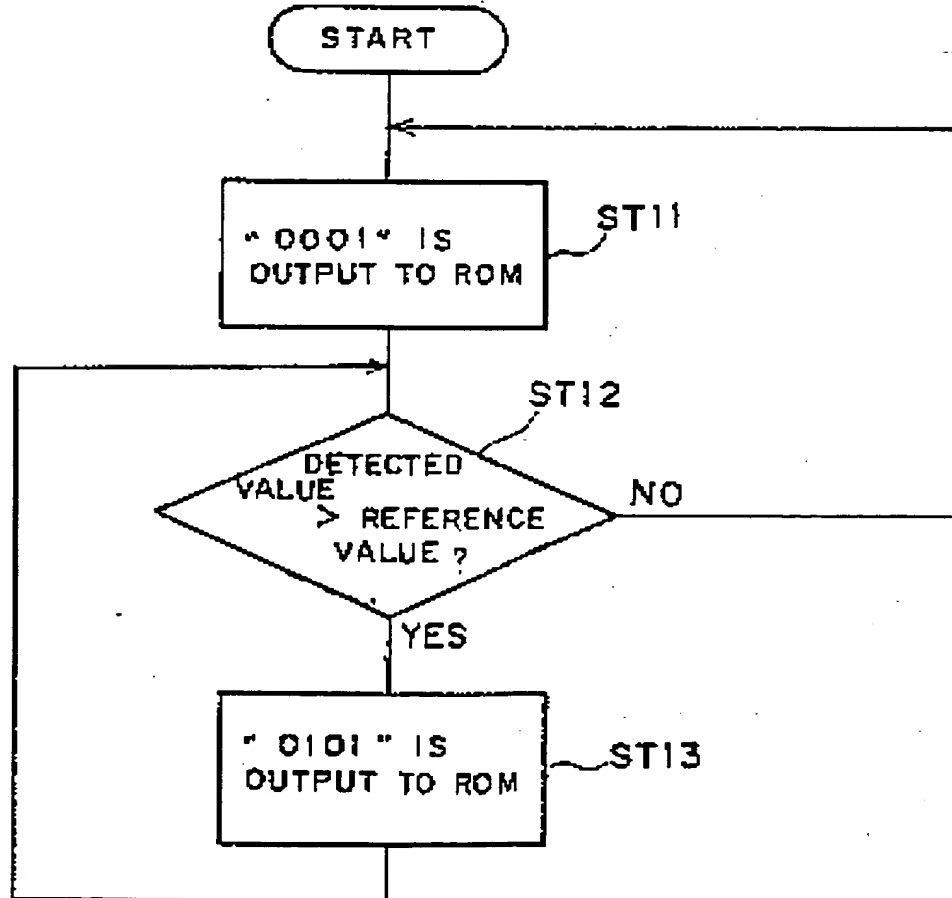 START
"0001" IS
OUTPUT TO ROM
ST11
ST12
DETECTED
VALUE
> REFERENCE
VALUE?
NO
YES
"0101" IS
OUTPUT TO ROM
ST13